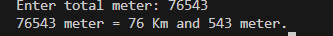 Enter total meter: 76543
76543 meter = 76 Km and 543 meter.